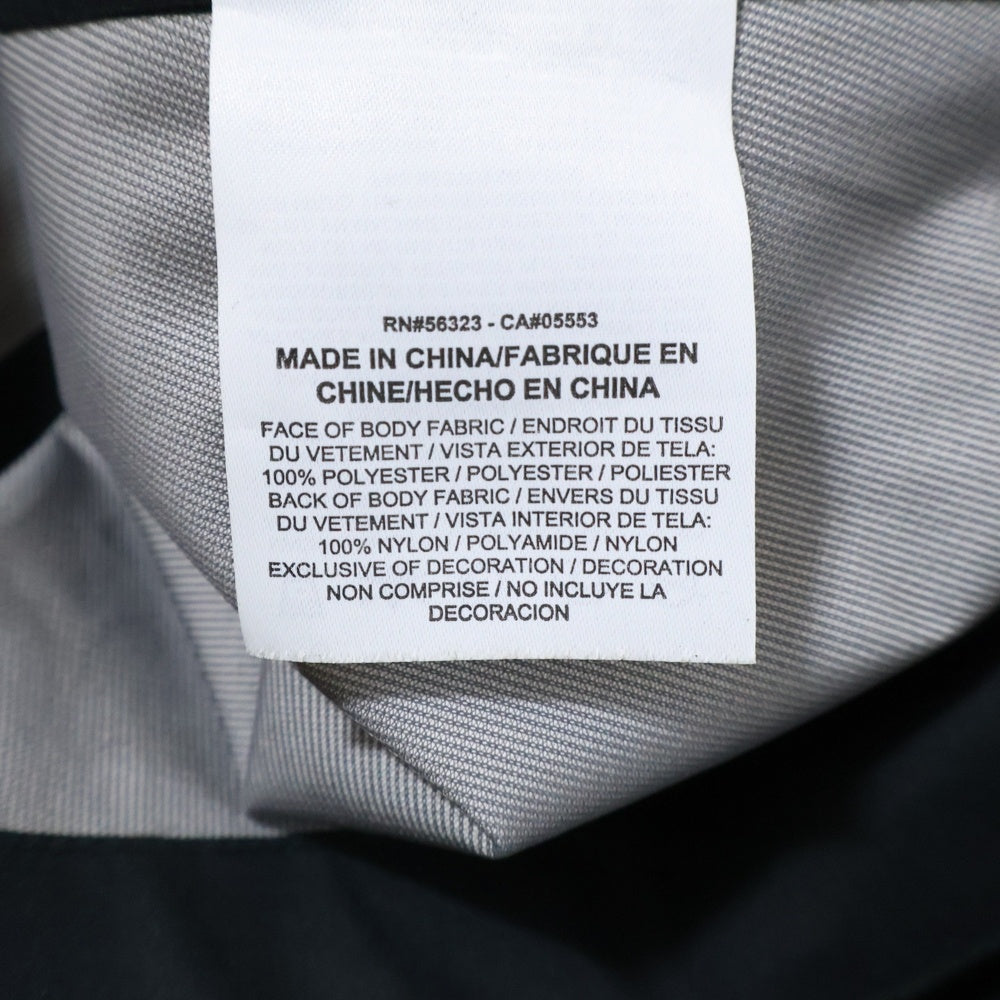 RN#56323 - CA#05553
MADE IN CHINA/FABRIQUE EN
CHINE/HECHO EN CHINA
FACE OF BODY FABRIC / ENDROIT DU TISSU
DU VETEMENT / VISTA EXTERIOR DE TELA:
100% POLYESTER / POLYESTER / POLIESTER
BACK OF BODY FABRIC / ENVERS DU TISSU
DU VETEMENT / VISTA INTERIOR DE TELA:
100% NYLON / POLYAMIDE / NYLON
EXCLUSIVE OF DECORATION / DECORATION
NON COMPRISE / NO INCLUYE LA
DECORACION